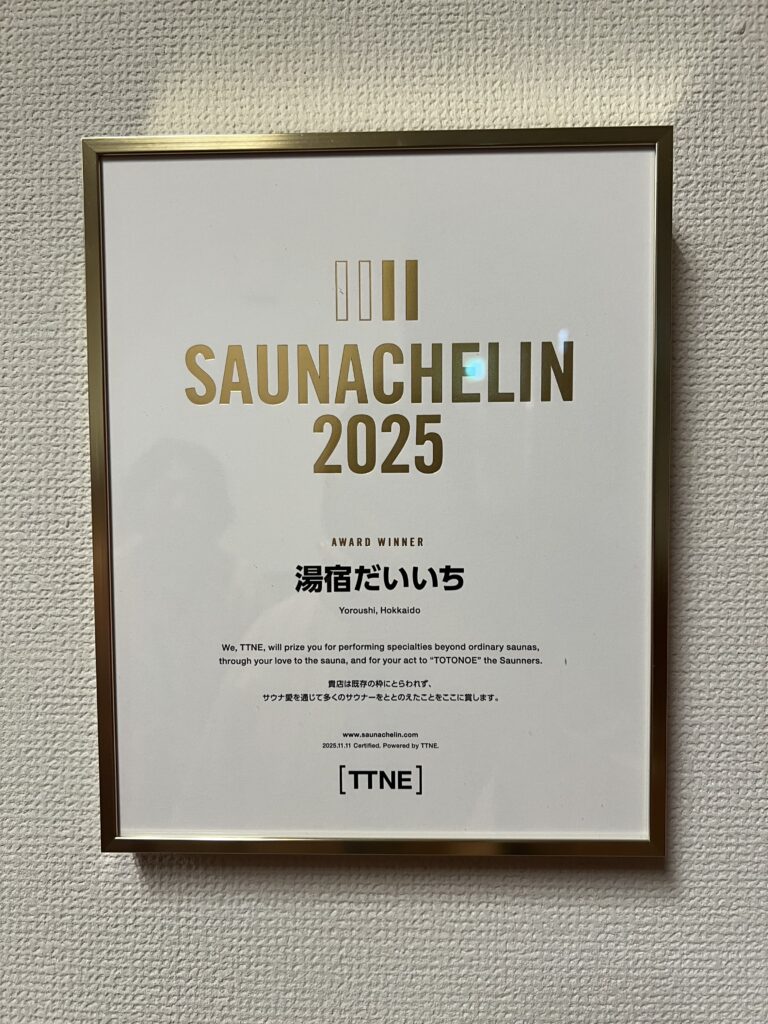 SAUNACHELIN
2025
AWARD WINNER
湯宿だいいち
Yoroushi, Hokkaido
We, TTNE, will prize you for performing specialties beyond ordinary saunas,
through your love to the sauna, and for your act to “TOTONOE” the Saunners.
貴店は既存の枠にとらわれず、
サウナ愛を通じて多くのサウナーをととのえたことをここに賞します。
www.saunachelin.com
2025.11.11 Certified. Powered by TTNE.
[TTNE]